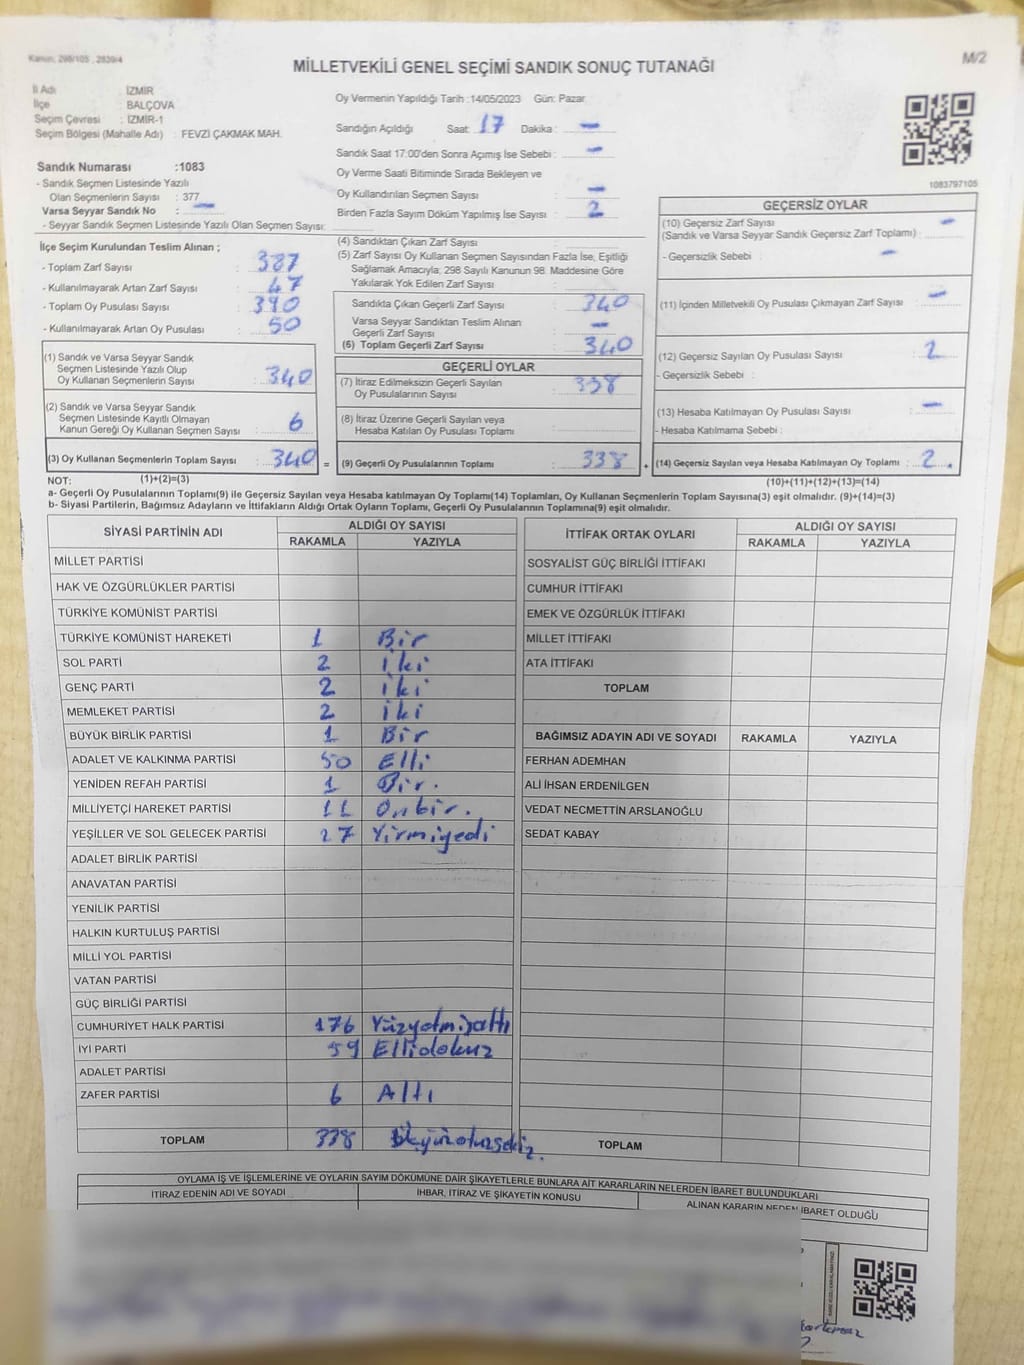 Kanun, 298/105 , 2839/4
M/2
MİLLETVEKİLİ GENEL SEÇİMİ SANDIK SONUÇ TUTANAĞI
İl Adı : İZMİR
İlçe : BALÇOVA
Seçim Çevresi : İZMİR-1
Seçim Bölgesi (Mahalle Adı) : FEVZİ ÇAKMAK MAH.
Sandık Numarası :1083
- Sandık Seçmen Listesinde Yazılı
Olan Seçmenlerin Sayısı : 377
Varsa Seyyar Sandık No : -
- Seyyar Sandık Seçmen Listesinde Yazılı Olan Seçmen Sayısı:
Oy Vermenin Yapıldığı Tarih :14/05/2023 Gün: Pazar
Sandığın Açıldığı Saat: 17 Dakika : -
Sandık Saat 17:00'den Sonra Açımış İse Sebebi : -
Oy Verme Saati Bitiminde Sırada Bekleyen ve
Oy Kullandırılan Seçmen Sayısı : -
Birden Fazla Sayım Döküm Yapılmış İse Sayısı : 2
1083797105
İlçe Seçim Kurulundan Teslim Alınan ;
- Toplam Zarf Sayısı : 387
- Kullanılmayarak Artan Zarf Sayısı : 47
- Toplam Oy Pusulası Sayısı : 390
- Kullanılmayarak Artan Oy Pusulası : 50
(1) Sandık ve Varsa Seyyar Sandık
Seçmen Listesinde Yazılı Olup
Oy Kullanan Seçmenlerin Sayısı : 340
(2) Sandık ve Varsa Seyyar Sandık
Seçmen Listesinde Kayıtlı Olmayan
Kanun Gereği Oy Kullanan Seçmen Sayısı : 6
(3) Oy Kullanan Seçmenlerin Toplam Sayısı : 340 =
(4) Sandıktan Çıkan Zarf Sayısı :
(5) Zarf Sayısı Oy Kullanan Seçmen Sayısından Fazla İse, Eşitliği
Sağlamak Amacıyla; 298 Sayılı Kanunun 98. Maddesine Göre
Yakılarak Yok Edilen Zarf Sayısı :
Sandıkta Çıkan Geçerli Zarf Sayısı : 340
Varsa Seyyar Sandıktan Teslim Alınan
Geçerli Zarf Sayısı : -
(6) Toplam Geçerli Zarf Sayısı : 340
GEÇERLİ OYLAR
(7) İtiraz Edilmeksizin Geçerli Sayılan
Oy Pusulalarının Sayısı : 338
(8) İtiraz Üzerine Geçerli Sayılan veya
Hesaba Katılan Oy Pusulası Toplamı :
(9) Geçerli Oy Pusulalarının Toplamı : 338 +
GEÇERSİZ OYLAR
(10) Geçersiz Zarf Sayısı -
(Sandık ve Varsa Seyyar Sandık Geçersiz Zarf Toplamı) :
- Geçersizlik Sebebi : -
(11) İçinden Milletvekili Oy Pusulası Çıkmayan Zarf Sayısı : -
(12) Geçersiz Sayılan Oy Pusulası Sayısı : 2
- Geçersizlik Sebebi :
(13) Hesaba Katılmayan Oy Pusulası Sayısı : -
- Hesaba Katılmama Sebebi :
(14) Geçersiz Sayılan veya Hesaba Katılmayan Oy Toplamı : 2.
NOT: (1)+(2)=(3) (10)+(11)+(12)+(13)=(14)
a- Geçerli Oy Pusulalarının Toplamı(9) ile Geçersiz Sayılan veya Hesaba katılmayan Oy Toplamı(14) Toplamları, Oy Kullanan Seçmenlerin Toplam Sayısına(3) eşit olmalıdır. (9)+(14)=(3)
b- Siyasi Partilerin, Bağımsız Adayların ve İttifakların Aldığı Ortak Oyların Toplamı, Geçerli Oy Pusulalarının Toplamına(9) eşit olmalıdır.
SİYASİ PARTİNİN ADI ALDIĞI OY SAYISI
RAKAMLA YAZIYLA
MİLLET PARTİSİ
HAK VE ÖZGÜRLÜKLER PARTİSİ
TÜRKİYE KOMÜNİST PARTİSİ
TÜRKİYE KOMÜNİST HAREKETİ 1 Bir
SOL PARTİ 2 iki
GENÇ PARTİ 2 iki
MEMLEKET PARTİSİ 2 iki
BÜYÜK BİRLİK PARTİSİ 1 Bir
ADALET VE KALKINMA PARTİSİ 50 Elli
YENİDEN REFAH PARTİSİ 1 Bir.
MİLLİYETÇİ HAREKET PARTİSİ 11 Onbir.
YEŞİLLER VE SOL GELECEK PARTİSİ 27 Yirmiyedi
ADALET BİRLİK PARTİSİ
ANAVATAN PARTİSİ
YENİLİK PARTİSİ
HALKIN KURTULUŞ PARTİSİ
MİLLİ YOL PARTİSİ
VATAN PARTİSİ
GÜÇ BİRLİĞİ PARTİSİ
CUMHURİYET HALK PARTİSİ 176
İYİ PARTİ 59 Ellidokuz
ADALET PARTİSİ
ZAFER PARTİSİ 6 Altı
TOPLAM 338
İTTİFAK ORTAK OYLARI ALDIĞI OY SAYISI
RAKAMLA YAZIYLA
SOSYALİST GÜÇ BİRLİĞİ İTTİFAKI
CUMHUR İTTİFAKI
EMEK VE ÖZGÜRLÜK İTTİFAKI
MİLLET İTTİFAKI
ATA İTTİFAKI
TOPLAM
BAĞIMSIZ ADAYIN ADI VE SOYADI RAKAMLA YAZIYLA
FERHAN ADEMHAN
ALİ İHSAN ERDENİLGEN
VEDAT NECMETTİN ARSLANOĞLU
SEDAT KABAY
TOPLAM
OYLAMA İŞ VE İŞLEMLERİNE VE OYLARIN SAYIM DÖKÜMÜNE DAİR ŞİKAYETLERLE BUNLARA AİT KARARLARIN NELERDEN İBARET BULUNDUKLARI
İTİRAZ EDENİN ADI VE SOYADI İHBAR, İTİRAZ VE ŞİKAYETİN KONUSU ALINAN KARARIN NEDEN İBARET OLDUĞU